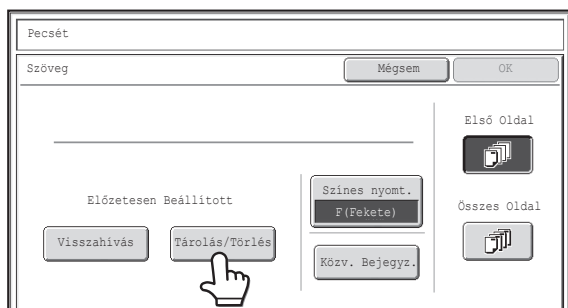 Pecsét
Szöveg
Mégsem
OK
Első Oldal
Előzetesen Beállított
Színes nyomt.
F(Fekete)
Összes Oldal
Visszahívás
Tárolás/Törlés
Közv. Bejegyz.